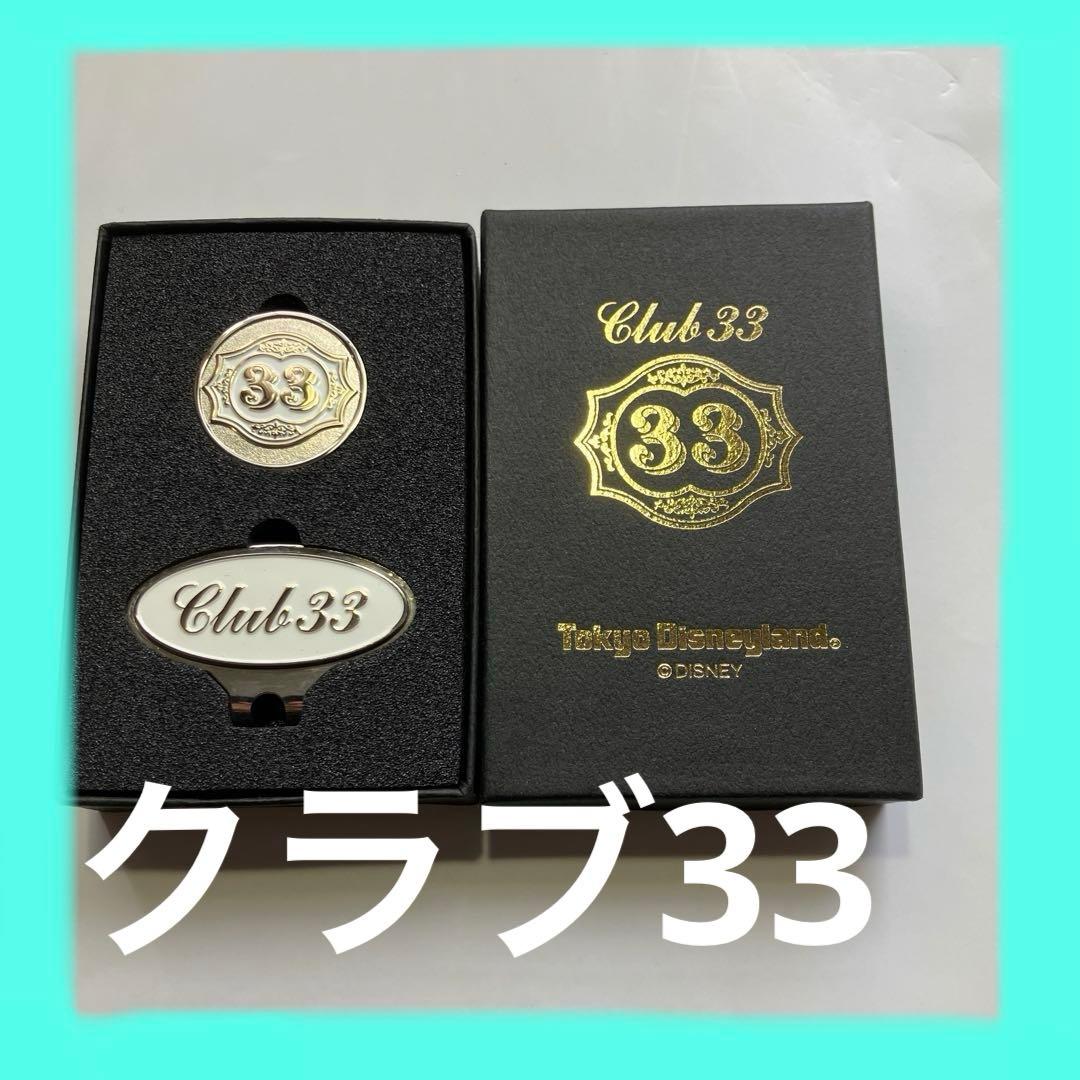 33
Club 33
Club 33
33
Tokyo Disneyland®
© DISNEY
クラブ33